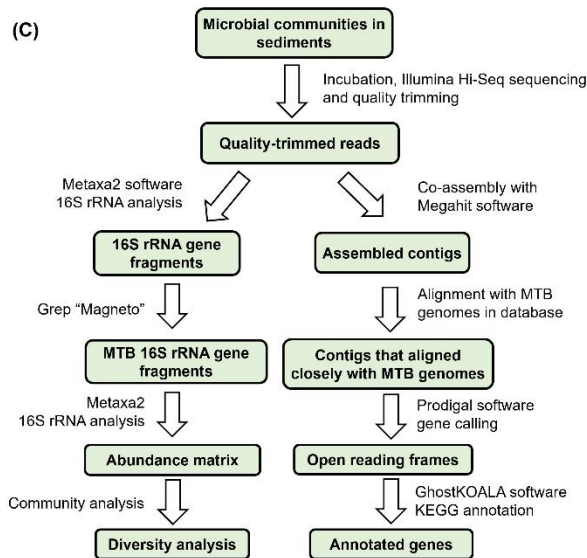 (C)
Microbial communities in
sediments
Incubation, Illumina Hi-Seq sequencing
and quality trimming
Quality-trimmed reads
Metaxa2 software
16S rRNA analysis
Co-assembly with
Megahit software
16S rRNA gene
fragments
Assembled contigs
Grep "Magneto"
Alignment with MTB
genomes in database
MTB 16S rRNA gene
fragments
Contigs that aligned
closely with MTB genomes
Metaxa2
16S rRNA analysis
Prodigal software
gene calling
Abundance matrix
Open reading frames
Community analysis
GhostKOALA software
KEGG annotation
Diversity analysis
Annotated genes